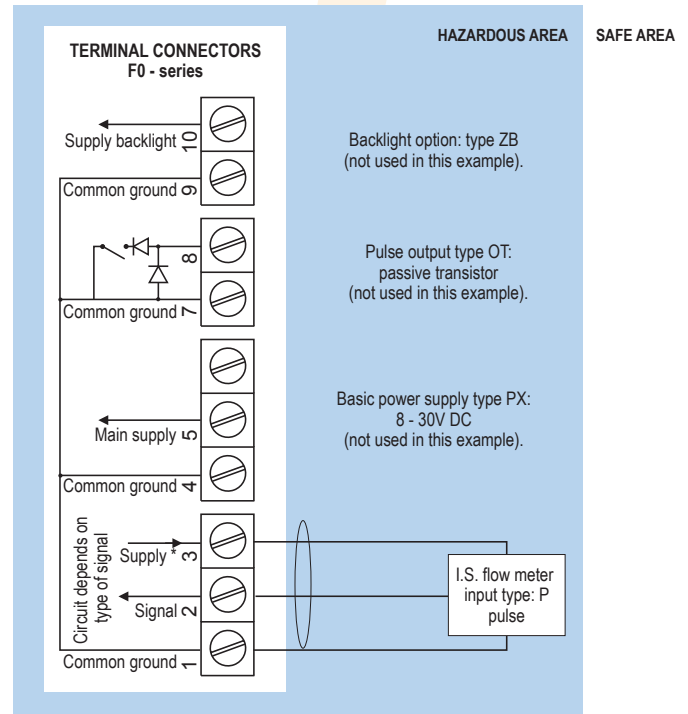 HAZARDOUS AREA
SAFE AREA
TERMINAL CONNECTORS
F0 - series
Supply backlight
10
Common ground
9
Backlight option: type ZB
(not used in this example).
8
Common ground
7
Pulse output type OT:
passive transistor
(not used in this example).
Main supply
5
Common ground
4
Basic power supply type PX:
8 - 30V DC
(not used in this example).
Circuit depends on
type of signal
Supply *
3
Signal
2
Common ground
1
I.S. flow meter
input type: P
pulse